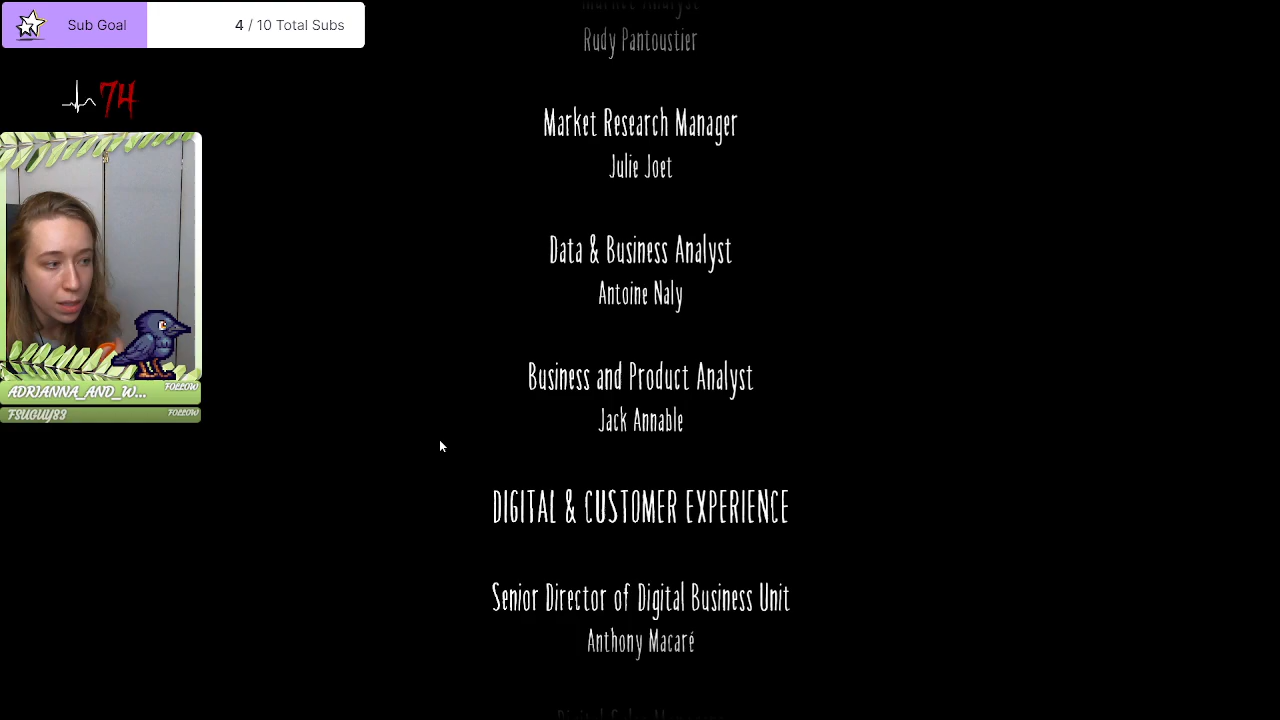 Sub Goal
4 / 10 Total Subs
Market Analyst
Rudy Pantoustier
74
Market Research Manager
Julie Joet
Data & Business Analyst
Antoine Naly
Business and Product Analyst
Jack Annable
ADRIANNA_AND_W...
FOLLOW
FSUGUY83
FOLLOW
DIGITAL & CUSTOMER EXPERIENCE
Senior Director of Digital Business Unit
Anthony Macaré